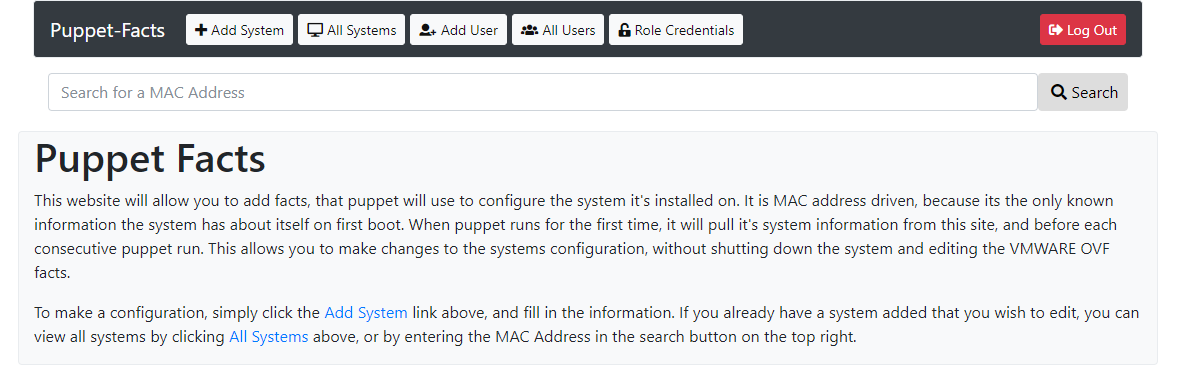 Puppet-Facts Add System All Systems Add User All Users Role Credentials Log Out
Search for a MAC Address Search
Puppet Facts
This website will allow you to add facts, that puppet will use to configure the system it's installed on. It is MAC address driven, because its the only known
information the system has about itself on first boot. When puppet runs for the first time, it will pull it's system information from this site, and before each
consecutive puppet run. This allows you to make changes to the systems configuration, without shutting down the system and editing the VMWARE OVF
facts.
To make a configuration, simply click the Add System link above, and fill in the information. If you already have a system added that you wish to edit, you can
view all systems by clicking All Systems above, or by entering the MAC Address in the search button on the top right.